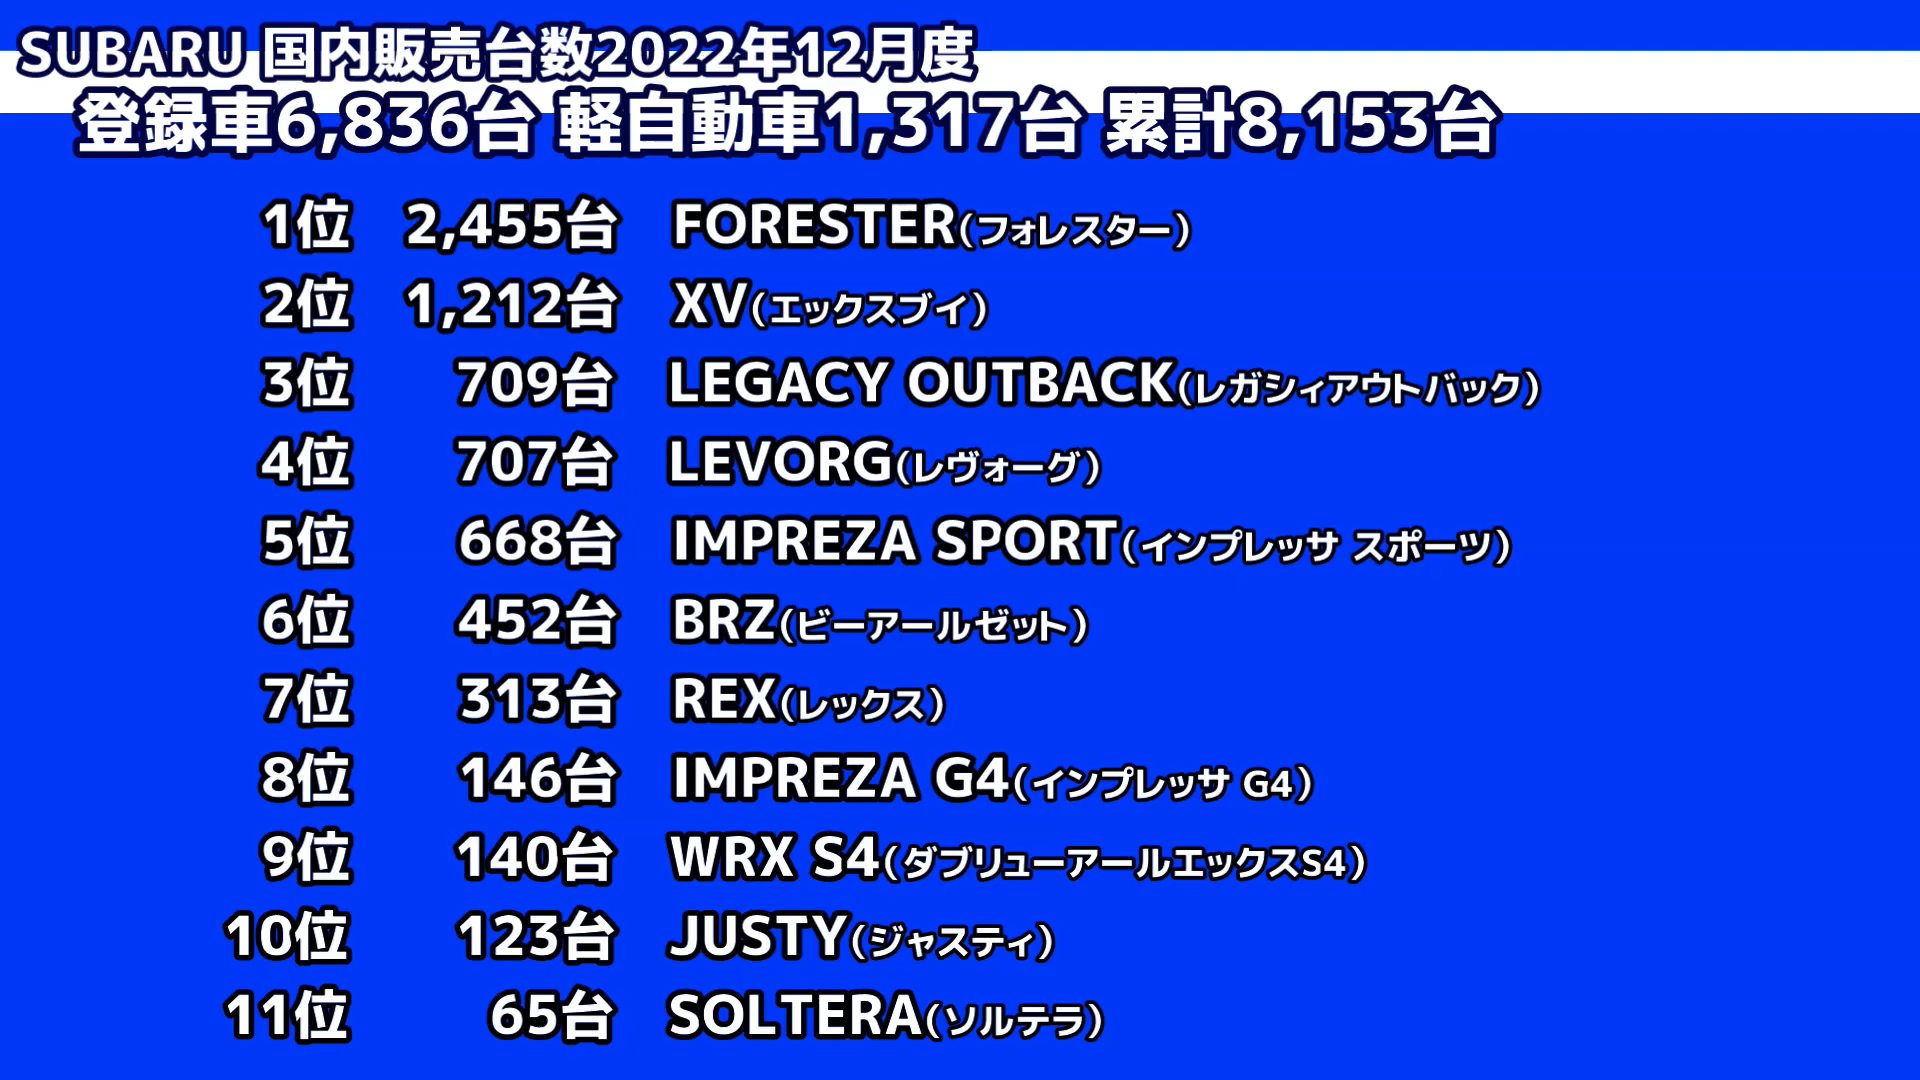 SUBARU 国内販売台数2022年12月度
登録車6,836台 軽自動車1,317台 累計8,153台
1位 2,455台 FORESTER(フォレスター)
2位 1,212台 XV(エックスブイ)
3位 709台 LEGACY OUTBACK(レガシィアウトバック)
4位 707台 LEVORG(レヴォーグ)
5位 668台 IMPREZA SPORT(インプレッサ スポーツ)
6位 452台 BRZ(ビーアールゼット)
7位 313台 REX(レックス)
8位 146台 IMPREZA G4(インプレッサ G4)
9位 140台 WRX S4(ダブリューアールエックスS4)
10位 123台 JUSTY(ジャスティ)
11位 65台 SOLTERA(ソルテラ)